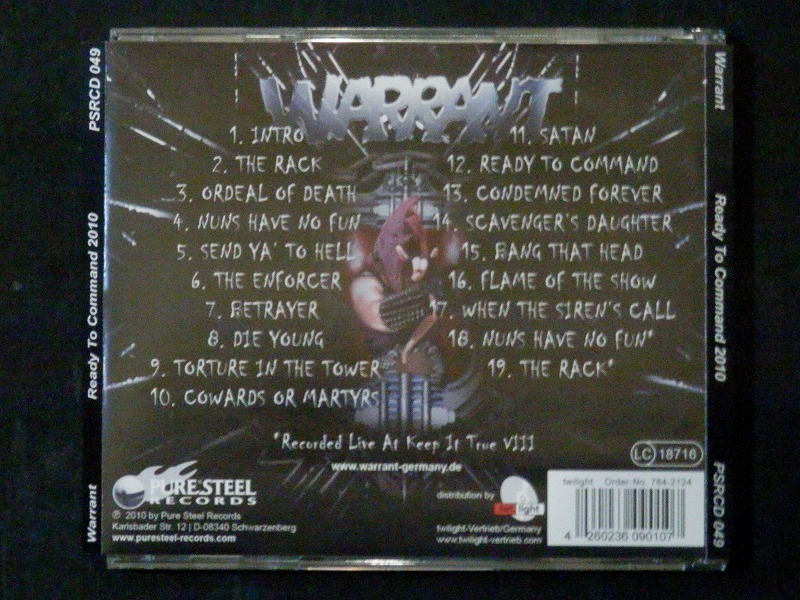 WARRANT
1. INTRO
2. THE RACK
3. ORDEAL OF DEATH
4. NUNS HAVE NO FUN
5. SEND YA' TO HELL
6. THE ENFORCER
7. BETRAYER
8. DIE YOUNG
9. TORTURE IN THE TOWER
10. COWARDS OR MARTYRS
11. SATAN
12. READY TO COMMAND
13. CONDEMNED FOREVER
14. SCAVENGER'S DAUGHTER
15. BANG THAT HEAD
16. FLAME OF THE SHOW
17. WHEN THE SIREN'S CALL
18. NUNS HAVE NO FUN*
19. THE RACK*
*Recorded Live At Keep It True VIII
www.warrant-germany.de
PURE STEEL
RECORDS
℗ 2010 by Pure Steel Records
Karlsbader Str. 12 | D-08340 Schwarzenberg
www.puresteel-records.com
distribution by
twilight
twilight-Vertrieb/Germany
www.twilight-vertrieb.com
LC 18716
twilight Order-No. 784-2124
4 260236 090107
Warrant Ready To Command 2010 PSRCD 049
Warrant Ready To Command 2010 PSRCD 049